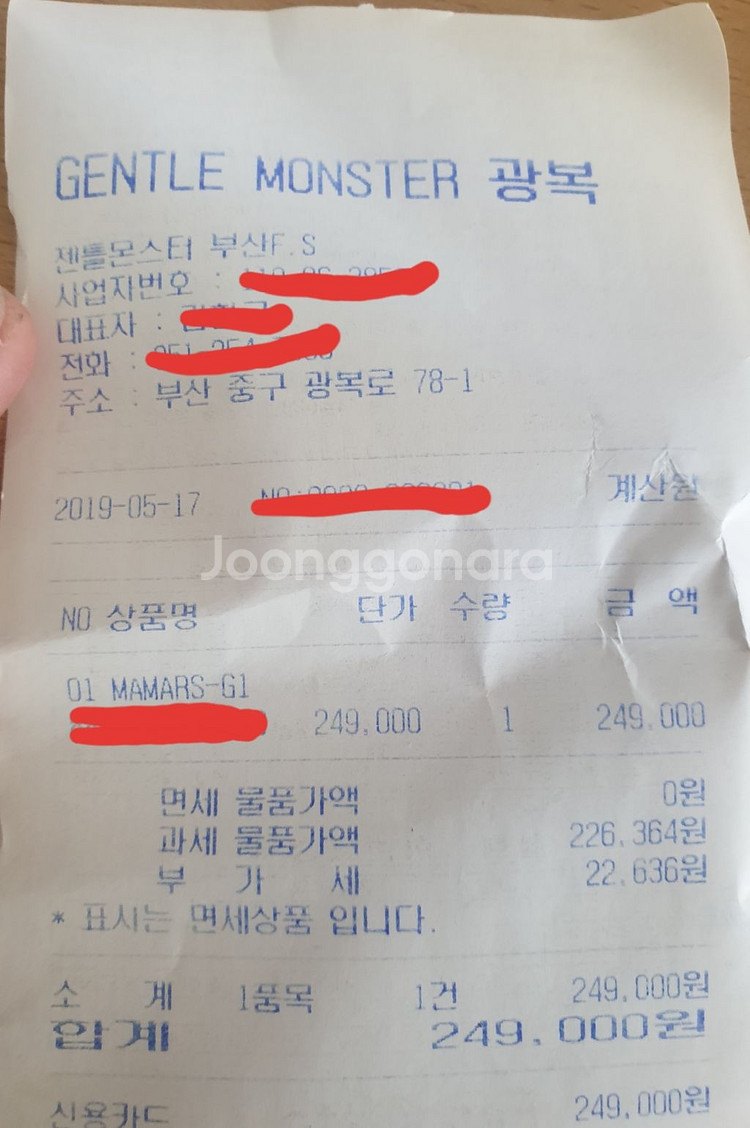 GENTLE MONSTER 광복
젠틀몬스터 부산F.S
사업자번호 :
대표자 :
전화 :
주소 : 부산 중구 광복로 78-1
2019-05-17 계산원
Joonggonara
NO 상품명 단가 수량 금 액
01 MAMARS-G1
249,000 1 249,000
면세 물품가액 0원
과세 물품가액 226,364원
부 가 세 22,636원
* 표시는 면세상품 입니다.
소 계 1품목 1건 249,000원
합계 249,000원
신용카드 249,000원